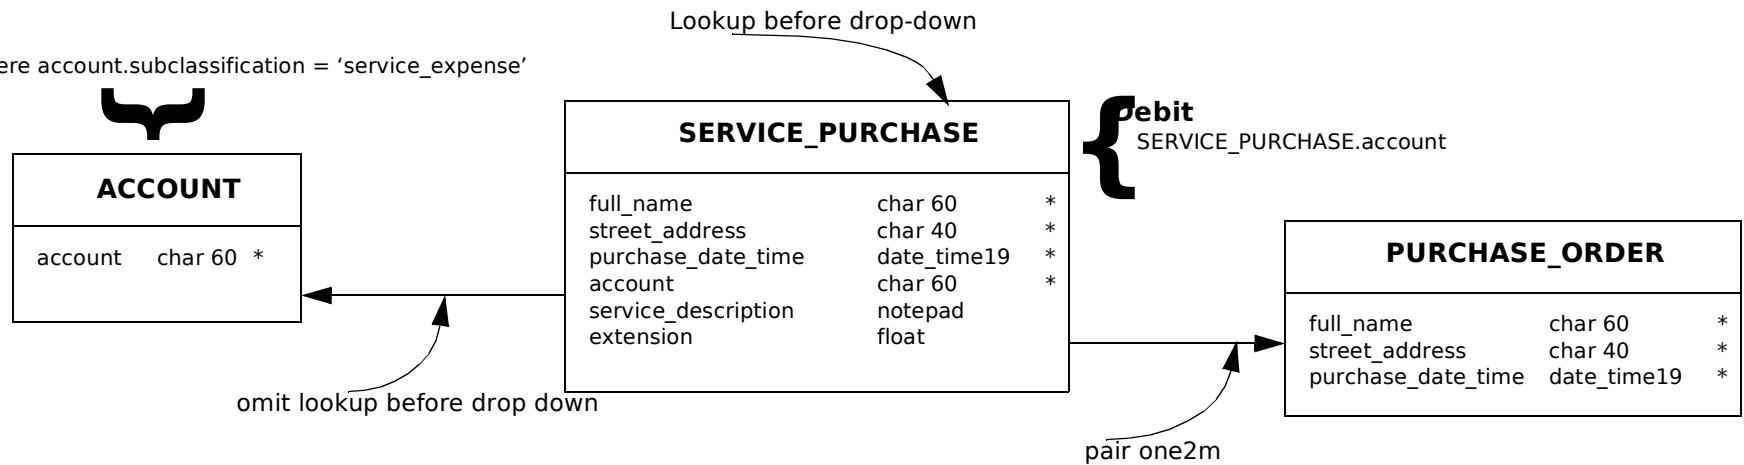 Lookup before drop-down
account.subclassification = ‘service_expense’
Debit
SERVICE_PURCHASE.account
ACCOUNT
account char 60 *
SERVICE_PURCHASE
full_name char 60 *
street_address char 40 *
purchase_date_time date_time19 *
account char 60 *
service_description notepad
extension float
PURCHASE_ORDER
full_name char 60 *
street_address char 40 *
purchase_date_time date_time19 *
omit lookup before drop down
pair one2m